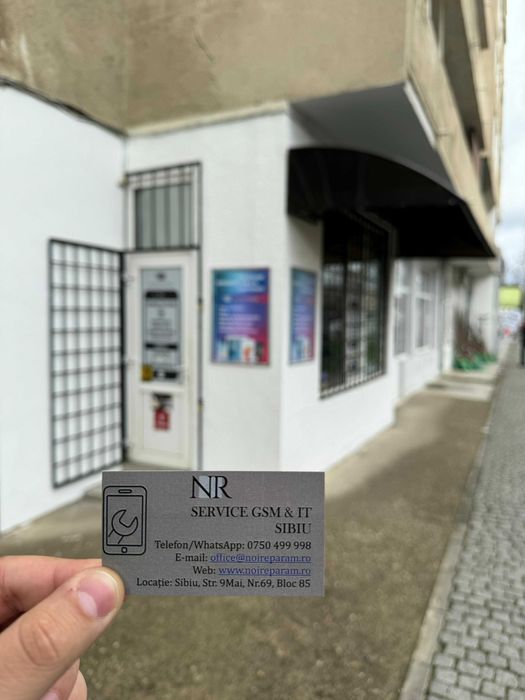 NR
SERVICE GSM & IT
SIBIU
Telefon/WhatsApp: 0750 499 998
E-mail: office@noireparam.ro
Web: www.noireparam.ro
Locație: Sibiu, Str. 9Mai, Nr.69, Bloc 85